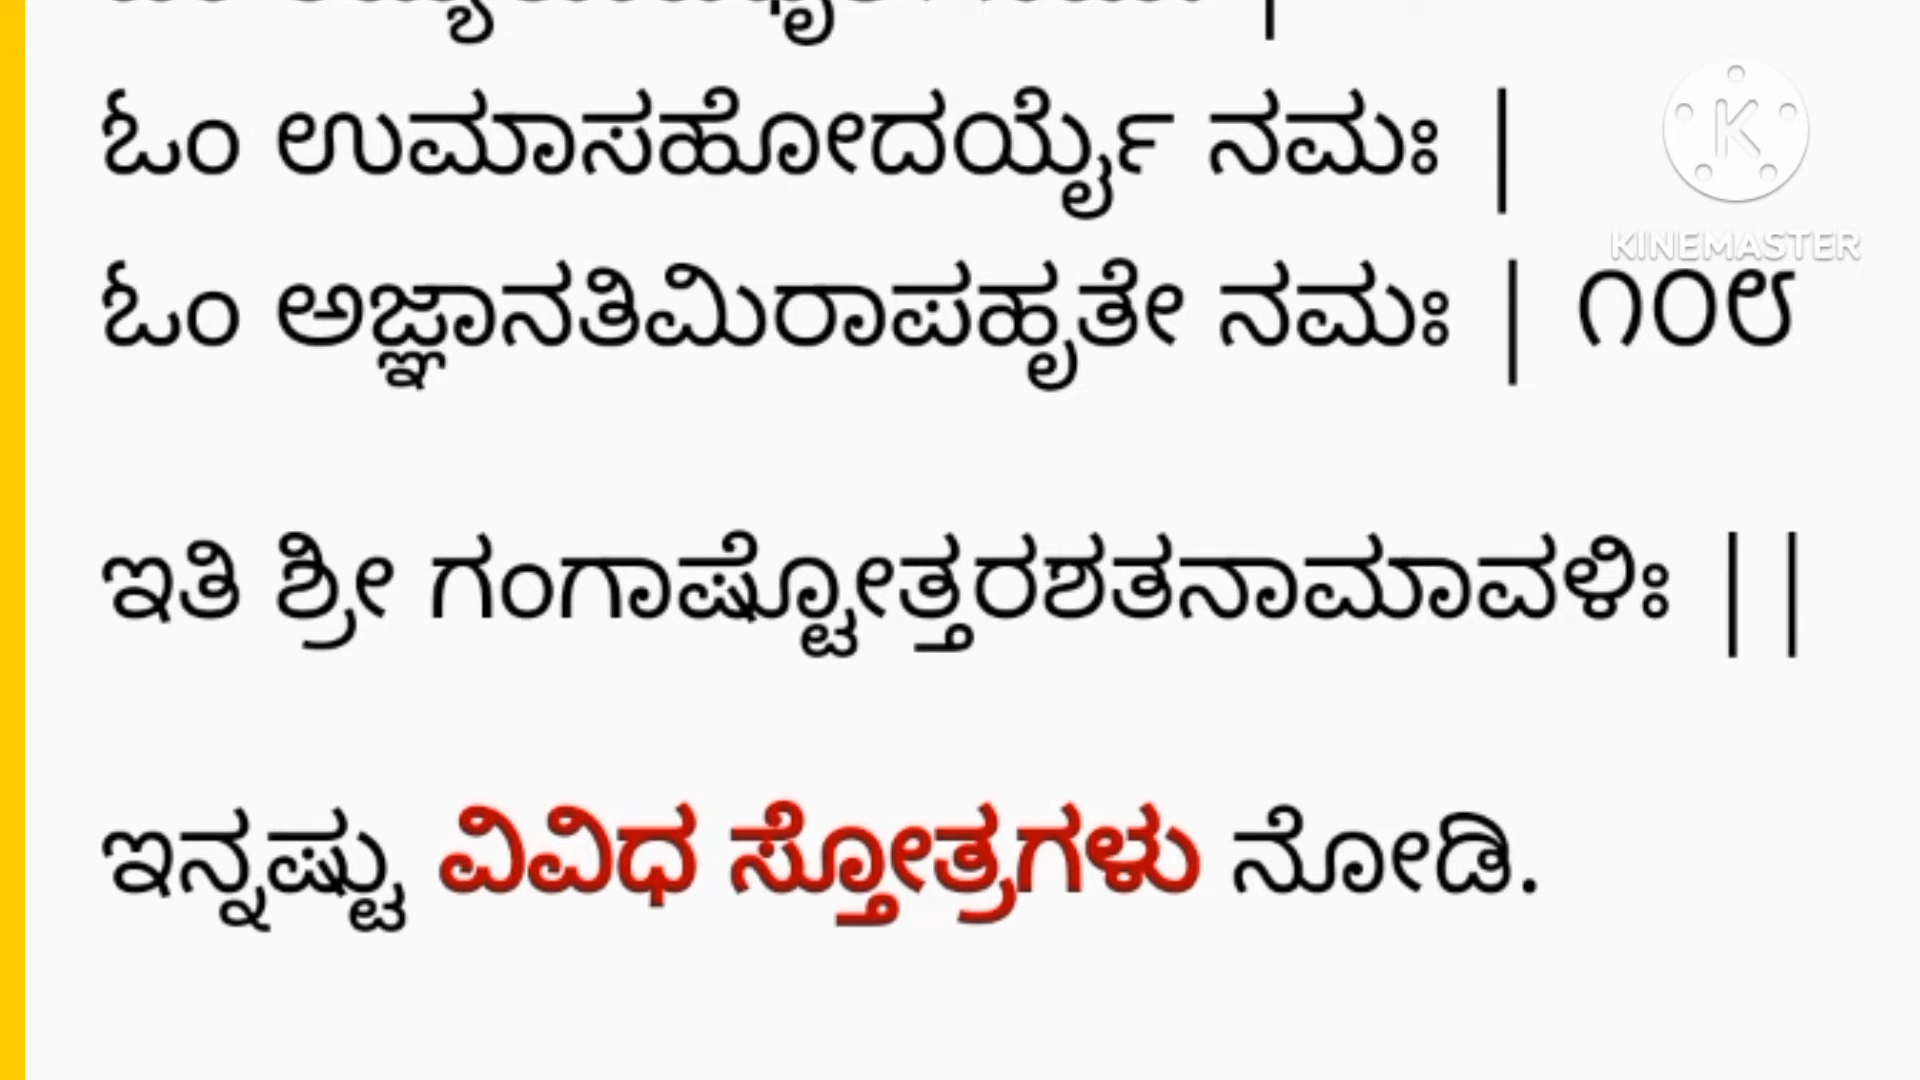 ಓಂ ಉಮಾಸಹೋದರ್ಯೈ ನಮಃ |
KINEMASTER
ಓಂ ಅಜ್ಞಾನತಿಮಿರಾಪಹೃತೇ ನಮಃ | ೧೦೮
ಇತಿ ಶ್ರೀ ಗಂಗಾಷ್ಟೋತ್ತರಶತನಾಮಾವಳಿಃ ||
ಇನ್ನಷ್ಟು ವಿವಿಧ ಸ್ತೋತ್ರಗಳು ನೋಡಿ.